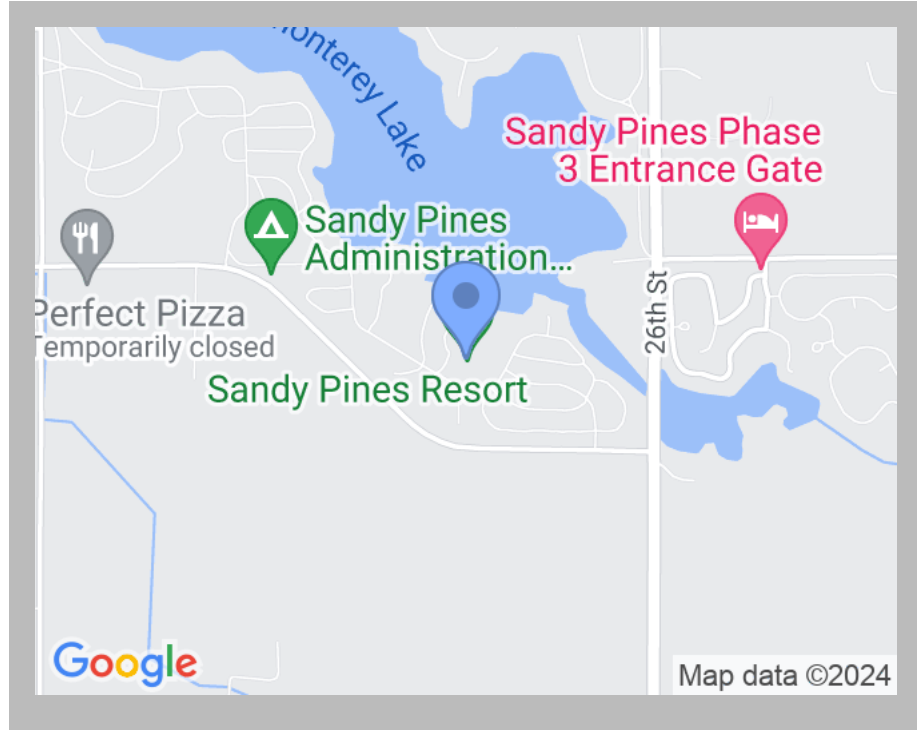 Monterey Lake
Sandy Pines Phase
3 Entrance Gate
Sandy Pines
Administration...
26th St
Perfect Pizza
Temporarily closed
Sandy Pines Resort
Google
Map data ©2024